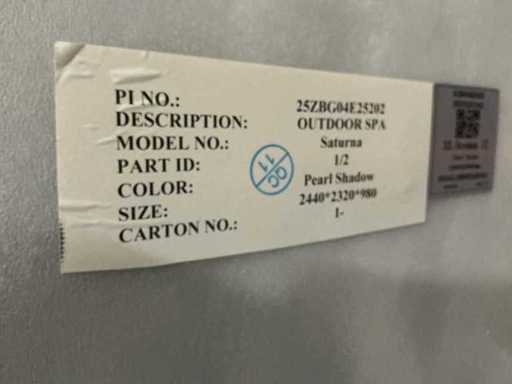 PI NO.: 25ZBG04E25202
DESCRIPTION: OUTDOOR SPA
MODEL NO.: Saturna
PART ID: 1/2
COLOR: Pearl Shadow
SIZE: 2440*2320*980
CARTON NO.: 1-
QC 11